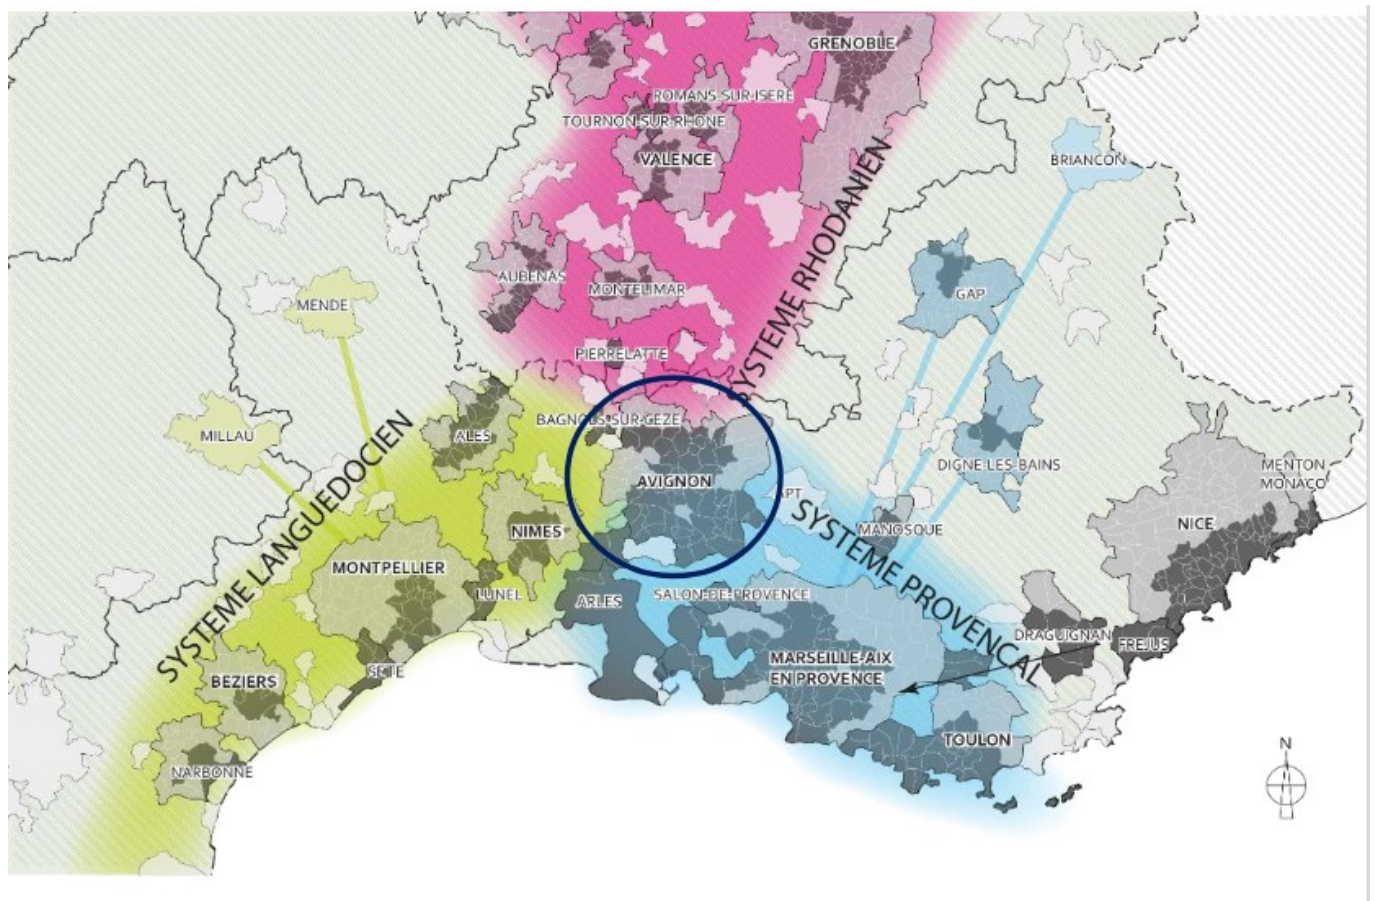 GRENOBLE
ROMANS-SUR-ISERE
TOURNON-SUR-RHONE
VALENCE
BRIANCON
SYSTEME RHODANIEN
AUBENAS
MONTELIMAR
GAP
MENDE
PIERRELATTE
BAGNOLS-SUR-CEZE
MILLAU
ALES
SYSTEME LANGUEDOCIEN
DIGNE-LES-BAINS
MENTON
MONACO
AVIGNON
APT
NICE
NIMES
MANOSQUE
SYSTEME PROVENCAL
MONTPELLIER
LUNEL
ARLES
SALON-DE-PROVENCE
DRAGUIGNAN
FREJUS
MARSEILLE-AIX
EN PROVENCE
SETE
BEZIERS
TOULON
NARBONNE
N